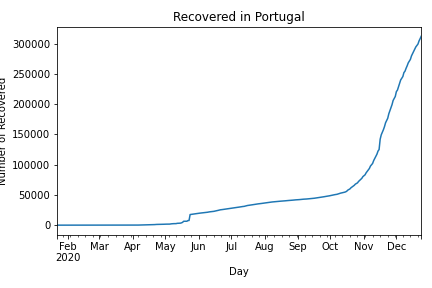 Recovered in Portugal
Number of Recovered
300000
250000
200000
150000
100000
50000
0
Feb Mar Apr May Jun Jul Aug Sep Oct Nov Dec
2020
Day